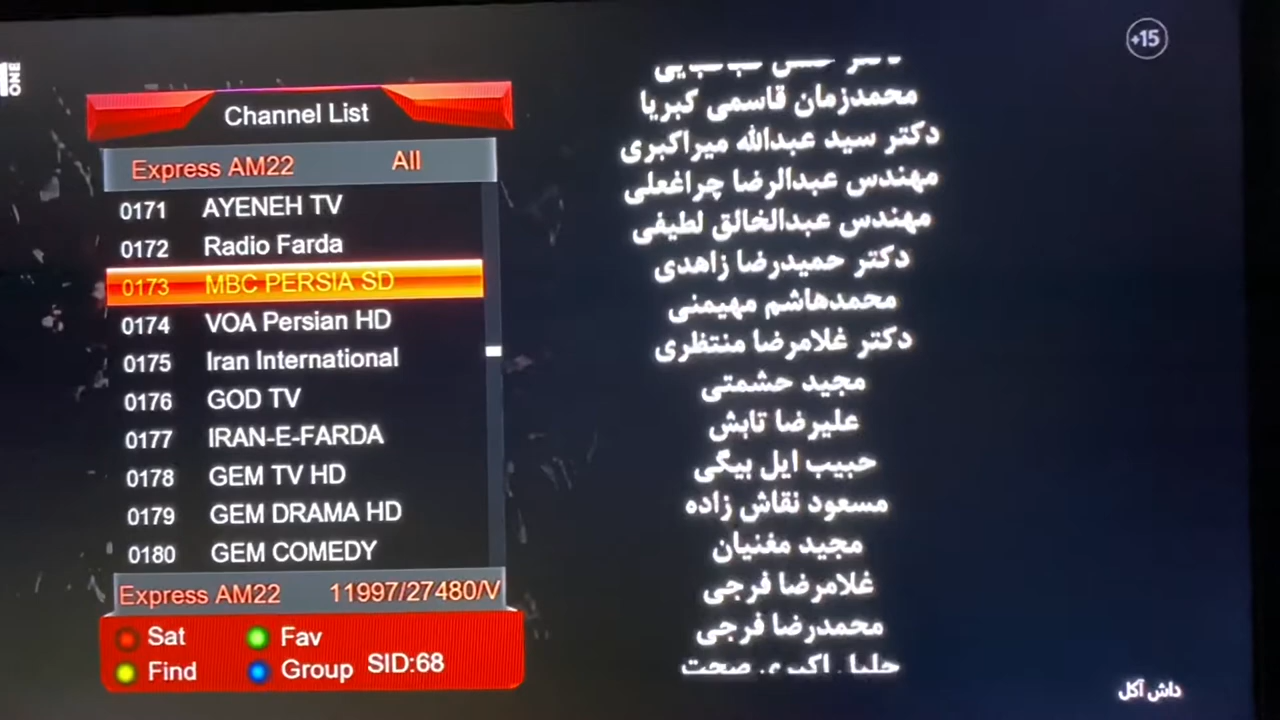 +15
ONE
Channel List
Express AM22 All
0171 AYENEH TV
0172 Radio Farda
0173 MBC PERSIA SD
0174 VOA Persian HD
0175 Iran International
0176 GOD TV
0177 IRAN-E-FARDA
0178 GEM TV HD
0179 GEM DRAMA HD
0180 GEM COMEDY
Express AM22 11997/27480/V
Sat Fav
Find Group SID:68
محمدزمان قاسمی کبریا
دکتر سید عبدالله میراکبری
مهندس عبدالرضا چراغعلی
مهندس عبدالخالق لطیفی
دکتر حمیدرضا زاهدی
محمدهاشم مهیمنی
دکتر غلامرضا منتظری
مجید حشمتی
علیرضا تابش
حبیب ایل بیگی
مسعود نقاش زاده
مجید مغنیان
غلامرضا فرجی
محمدرضا فرجی
داش آکل